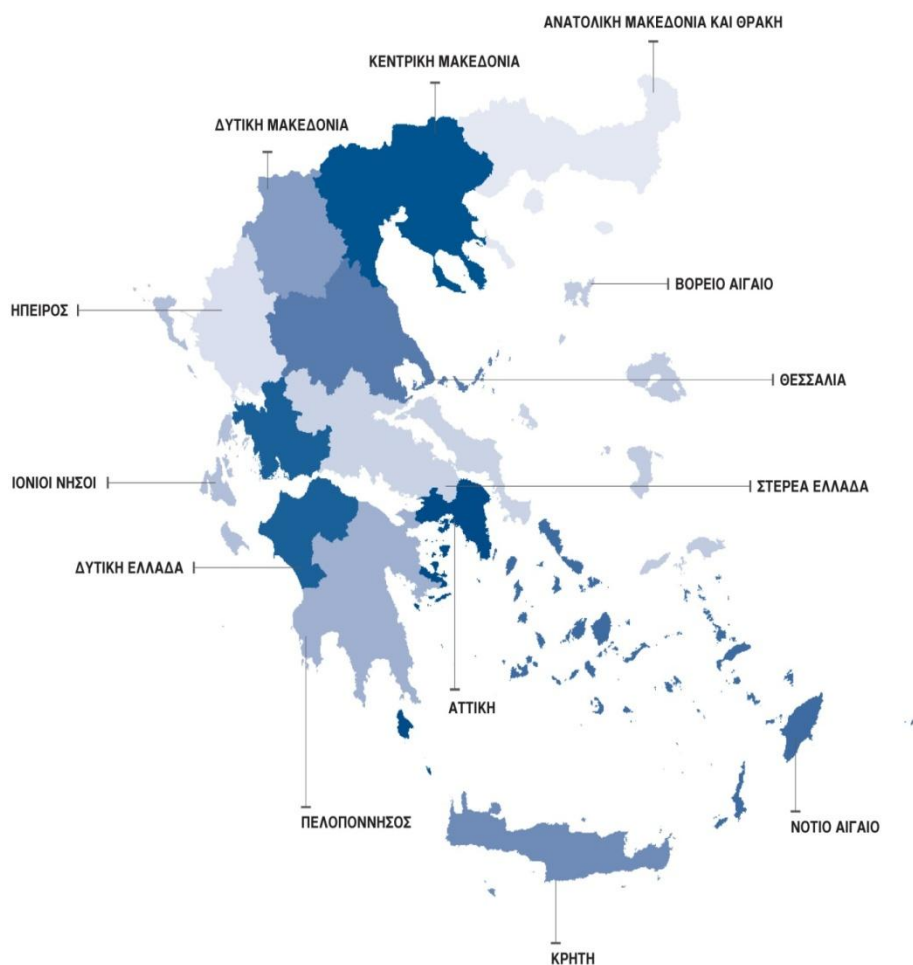 ΑΝΑΤΟΛΙΚΗ ΜΑΚΕΔΟΝΙΑ ΚΑΙ ΘΡΑΚΗ
ΚΕΝΤΡΙΚΗ ΜΑΚΕΔΟΝΙΑ
ΔΥΤΙΚΗ ΜΑΚΕΔΟΝΙΑ
ΒΟΡΕΙΟ ΑΙΓΑΙΟ
ΗΠΕΙΡΟΣ
ΘΕΣΣΑΛΙΑ
ΙΟΝΙΟΙ ΝΗΣΟΙ
ΣΤΕΡΕΑ ΕΛΛΑΔΑ
ΔΥΤΙΚΗ ΕΛΛΑΔΑ
ΑΤΤΙΚΗ
ΠΕΛΟΠΟΝΝΗΣΟΣ
ΝΟΤΙΟ ΑΙΓΑΙΟ
ΚΡΗΤΗ